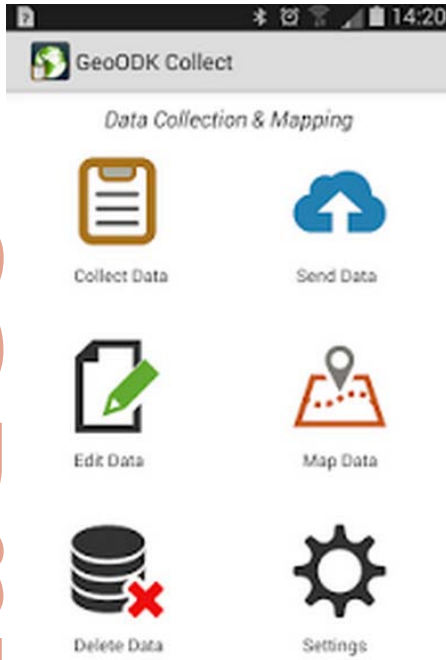 14:20
GeoODK Collect
Data Collection & Mapping
Collect Data
Send Data
Edit Data
Map Data
Delete Data
Settings